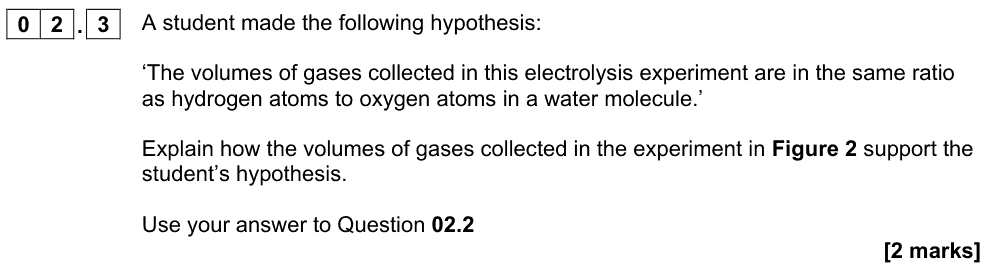 0 2 . 3 A student made the following hypothesis:
‘The volumes of gases collected in this electrolysis experiment are in the same ratio
as hydrogen atoms to oxygen atoms in a water molecule.’
Explain how the volumes of gases collected in the experiment in Figure 2 support the
student’s hypothesis.
Use your answer to Question 02.2
[2 marks]